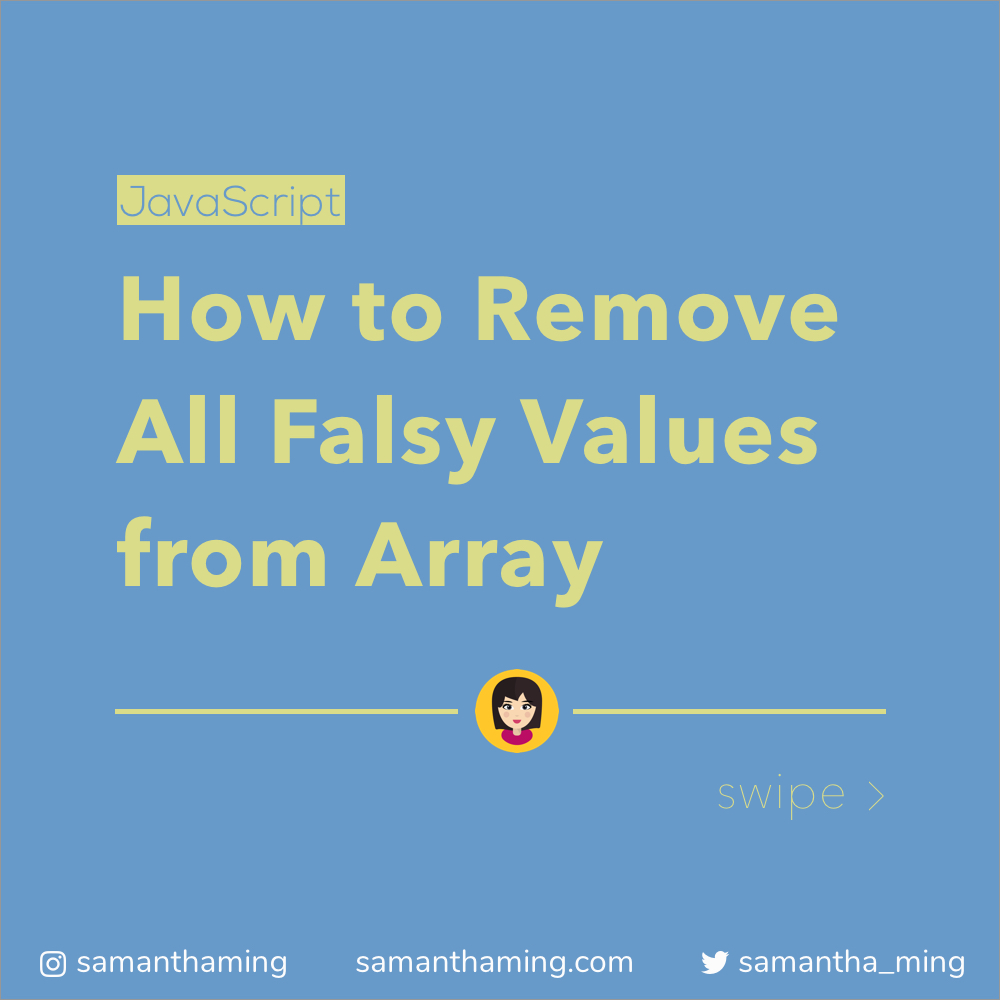 JavaScript
How to Remove
All Falsy Values
from Array
swipe >
samanthaming samanthaming.com samantha_ming